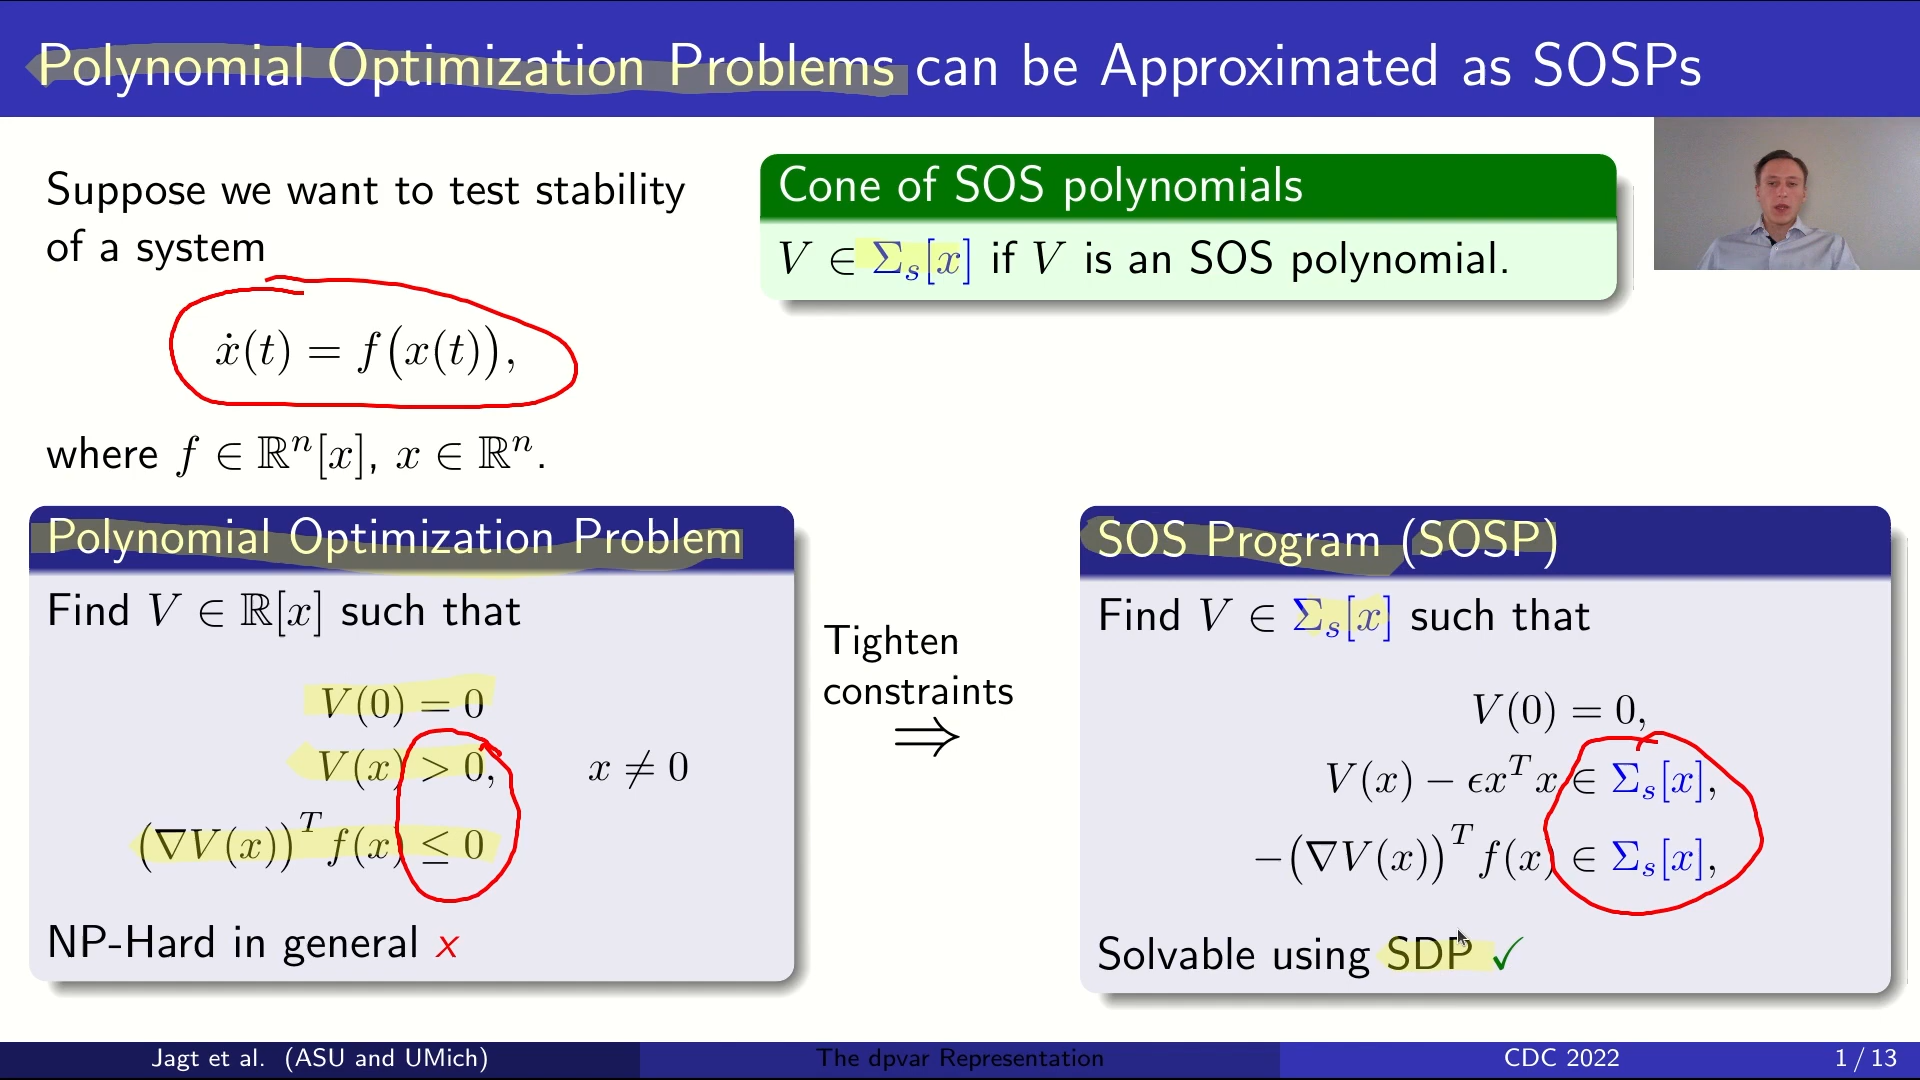 Polynomial Optimization Problems can be Approximated as SOSPs
Suppose we want to test stability
of a system
ẋ(t) = f(x(t)),
where f ∈ ℝⁿ[x], x ∈ ℝⁿ.
Cone of SOS polynomials
V ∈ Σₛ[x] if V is an SOS polynomial.
Polynomial Optimization Problem
Find V ∈ ℝ[x] such that
V(0) = 0
V(x) > 0, x ≠ 0
(∇V(x))ᵀ f(x) ≤ 0
NP-Hard in general x
Tighten
constraints
⇒
SOS Program (SOSP)
Find V ∈ Σₛ[x] such that
V(0) = 0,
V(x) − ϵxᵀx ∈ Σₛ[x],
−(∇V(x))ᵀ f(x) ∈ Σₛ[x],
Solvable using SDP ✓
Jagt et al. (ASU and UMich)
The dpvar Representation
CDC 2022
1 / 13